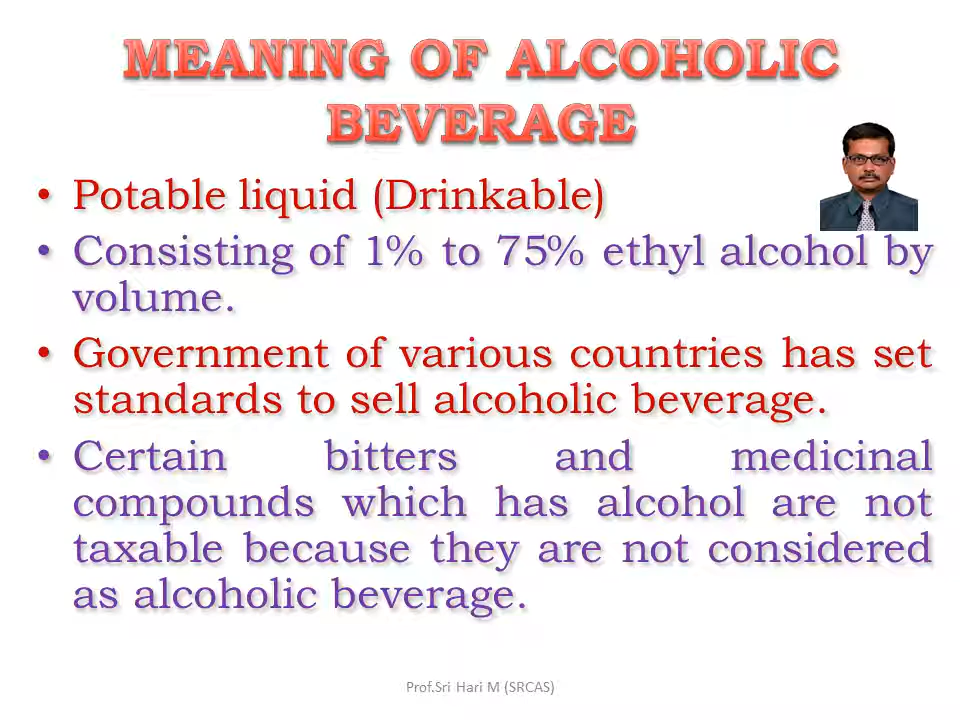 MEANING OF ALCOHOLIC
BEVERAGE
• Potable liquid (Drinkable)
• Consisting of 1% to 75% ethyl alcohol by
volume.
• Government of various countries has set
standards to sell alcoholic beverage.
• Certain bitters and medicinal
compounds which has alcohol are not
taxable because they are not considered
as alcoholic beverage.
Prof.Sri Hari M (SRCAS)